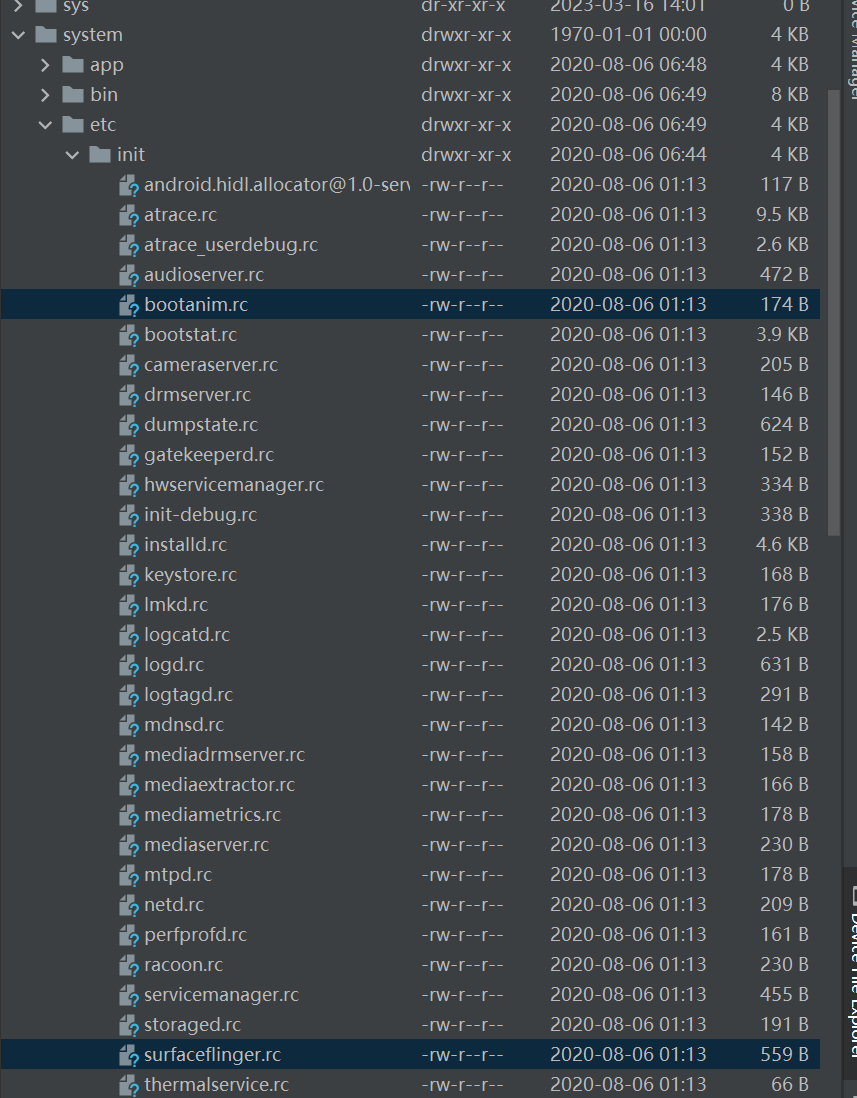 sys dr-xr-xr-x 2023-03-16 14:01 0 B
system drwxr-xr-x 1970-01-01 00:00 4 KB
app drwxr-xr-x 2020-08-06 06:48 4 KB
bin drwxr-xr-x 2020-08-06 06:49 8 KB
etc drwxr-xr-x 2020-08-06 06:49 4 KB
init drwxr-xr-x 2020-08-06 06:44 4 KB
android.hidl.allocator@1.0-serv -rw-r--r-- 2020-08-06 01:13 117 B
atrace.rc -rw-r--r-- 2020-08-06 01:13 9.5 KB
atrace_userdebug.rc -rw-r--r-- 2020-08-06 01:13 2.6 KB
audioserver.rc -rw-r--r-- 2020-08-06 01:13 472 B
bootanim.rc -rw-r--r-- 2020-08-06 01:13 174 B
bootstat.rc -rw-r--r-- 2020-08-06 01:13 3.9 KB
cameraserver.rc -rw-r--r-- 2020-08-06 01:13 205 B
drmserver.rc -rw-r--r-- 2020-08-06 01:13 146 B
dumpstate.rc -rw-r--r-- 2020-08-06 01:13 624 B
gatekeeperd.rc -rw-r--r-- 2020-08-06 01:13 152 B
hwservicemanager.rc -rw-r--r-- 2020-08-06 01:13 334 B
init-debug.rc -rw-r--r-- 2020-08-06 01:13 338 B
installd.rc -rw-r--r-- 2020-08-06 01:13 4.6 KB
keystore.rc -rw-r--r-- 2020-08-06 01:13 168 B
lmkd.rc -rw-r--r-- 2020-08-06 01:13 176 B
logcatd.rc -rw-r--r-- 2020-08-06 01:13 2.5 KB
logd.rc -rw-r--r-- 2020-08-06 01:13 631 B
logtagd.rc -rw-r--r-- 2020-08-06 01:13 291 B
mdnsd.rc -rw-r--r-- 2020-08-06 01:13 142 B
mediadrmserver.rc -rw-r--r-- 2020-08-06 01:13 158 B
mediaextractor.rc -rw-r--r-- 2020-08-06 01:13 166 B
mediametrics.rc -rw-r--r-- 2020-08-06 01:13 178 B
mediaserver.rc -rw-r--r-- 2020-08-06 01:13 230 B
mtpd.rc -rw-r--r-- 2020-08-06 01:13 178 B
netd.rc -rw-r--r-- 2020-08-06 01:13 209 B
perfprofd.rc -rw-r--r-- 2020-08-06 01:13 161 B
racoon.rc -rw-r--r-- 2020-08-06 01:13 230 B
servicemanager.rc -rw-r--r-- 2020-08-06 01:13 455 B
storaged.rc -rw-r--r-- 2020-08-06 01:13 191 B
surfaceflinger.rc -rw-r--r-- 2020-08-06 01:13 559 B
thermalservice.rc -rw-r--r-- 2020-08-06 01:13 66 B
Manager
Device File Explorer